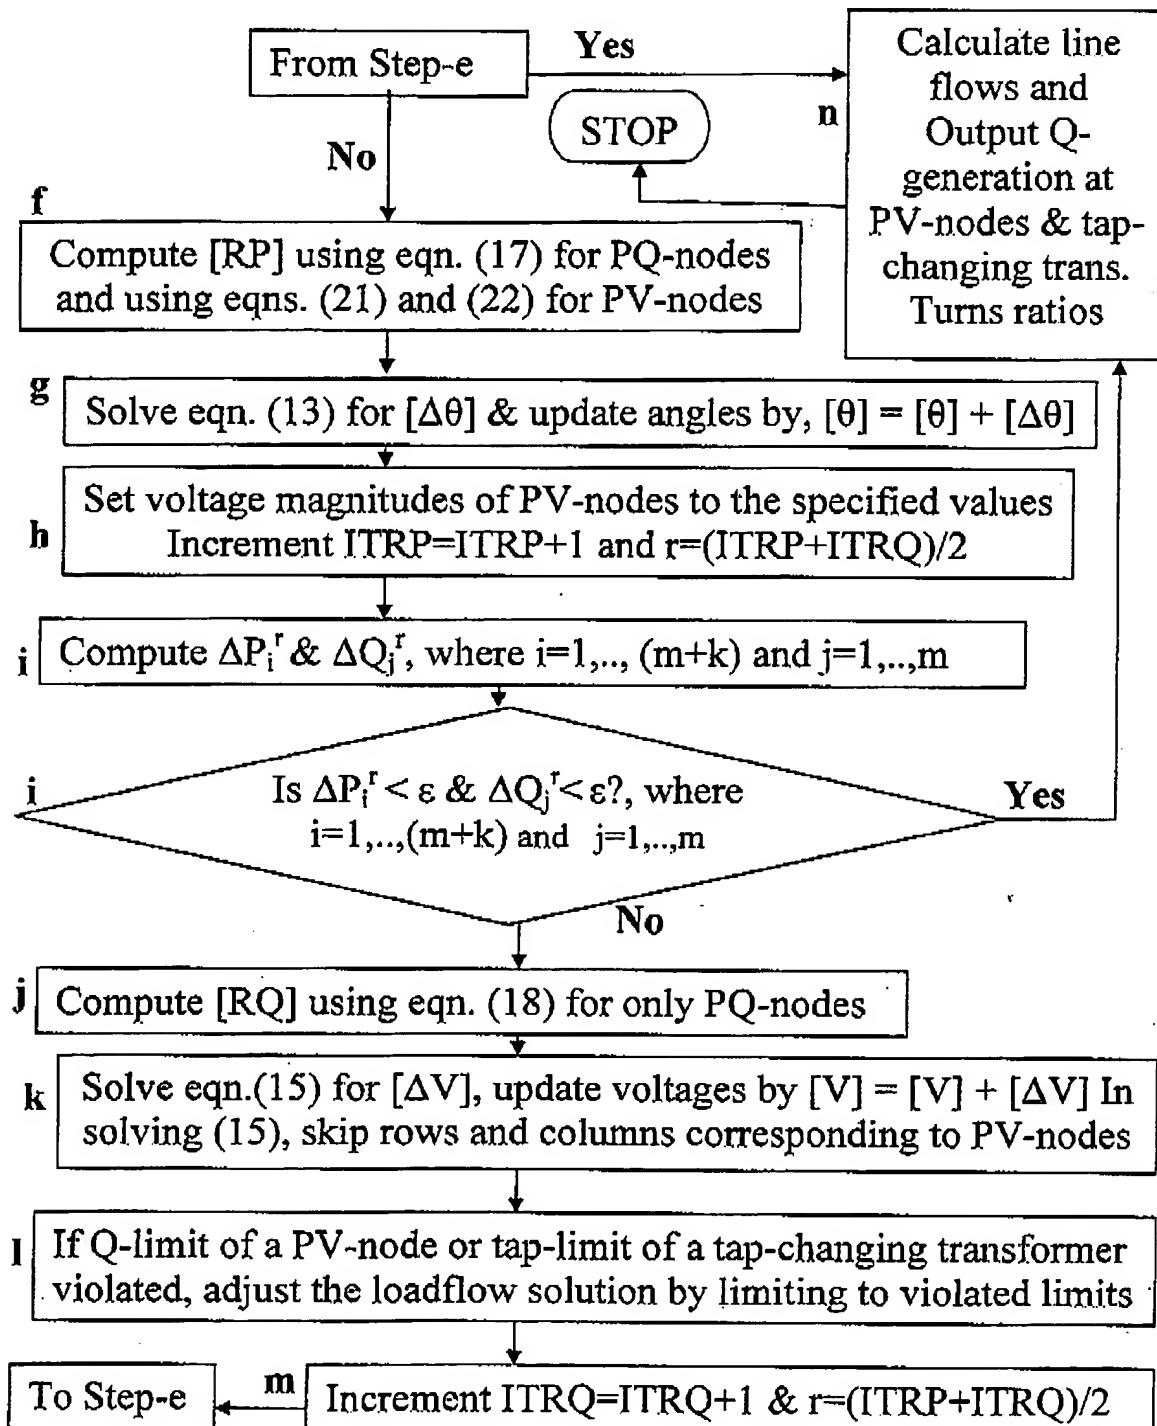 From Step-e
Yes
No
STOP
n
Calculate line
flows and
Output Q-
generation at
PV-nodes & tap-
changing trans.
Turns ratios
f
Compute [RP] using eqn. (17) for PQ-nodes
and using eqns. (21) and (22) for PV-nodes
g
Solve eqn. (13) for [Δθ] & update angles by, [θ] = [θ] + [Δθ]
h
Set voltage magnitudes of PV-nodes to the specified values
Increment ITRP=ITRP+1 and r=(ITRP+ITRQ)/2
i
Compute ΔPᵢʳ & ΔQⱼʳ, where i=1,.., (m+k) and j=1,..,m
i
Is ΔPᵢʳ < ε & ΔQⱼʳ < ε?, where
i=1,..,(m+k) and j=1,..,m
Yes
No
j
Compute [RQ] using eqn. (18) for only PQ-nodes
k
Solve eqn.(15) for [ΔV], update voltages by [V] = [V] + [ΔV] In
solving (15), skip rows and columns corresponding to PV-nodes
l
If Q-limit of a PV-node or tap-limit of a tap-changing transformer
violated, adjust the loadflow solution by limiting to violated limits
To Step-e
m
Increment ITRQ=ITRQ+1 & r=(ITRP+ITRQ)/2